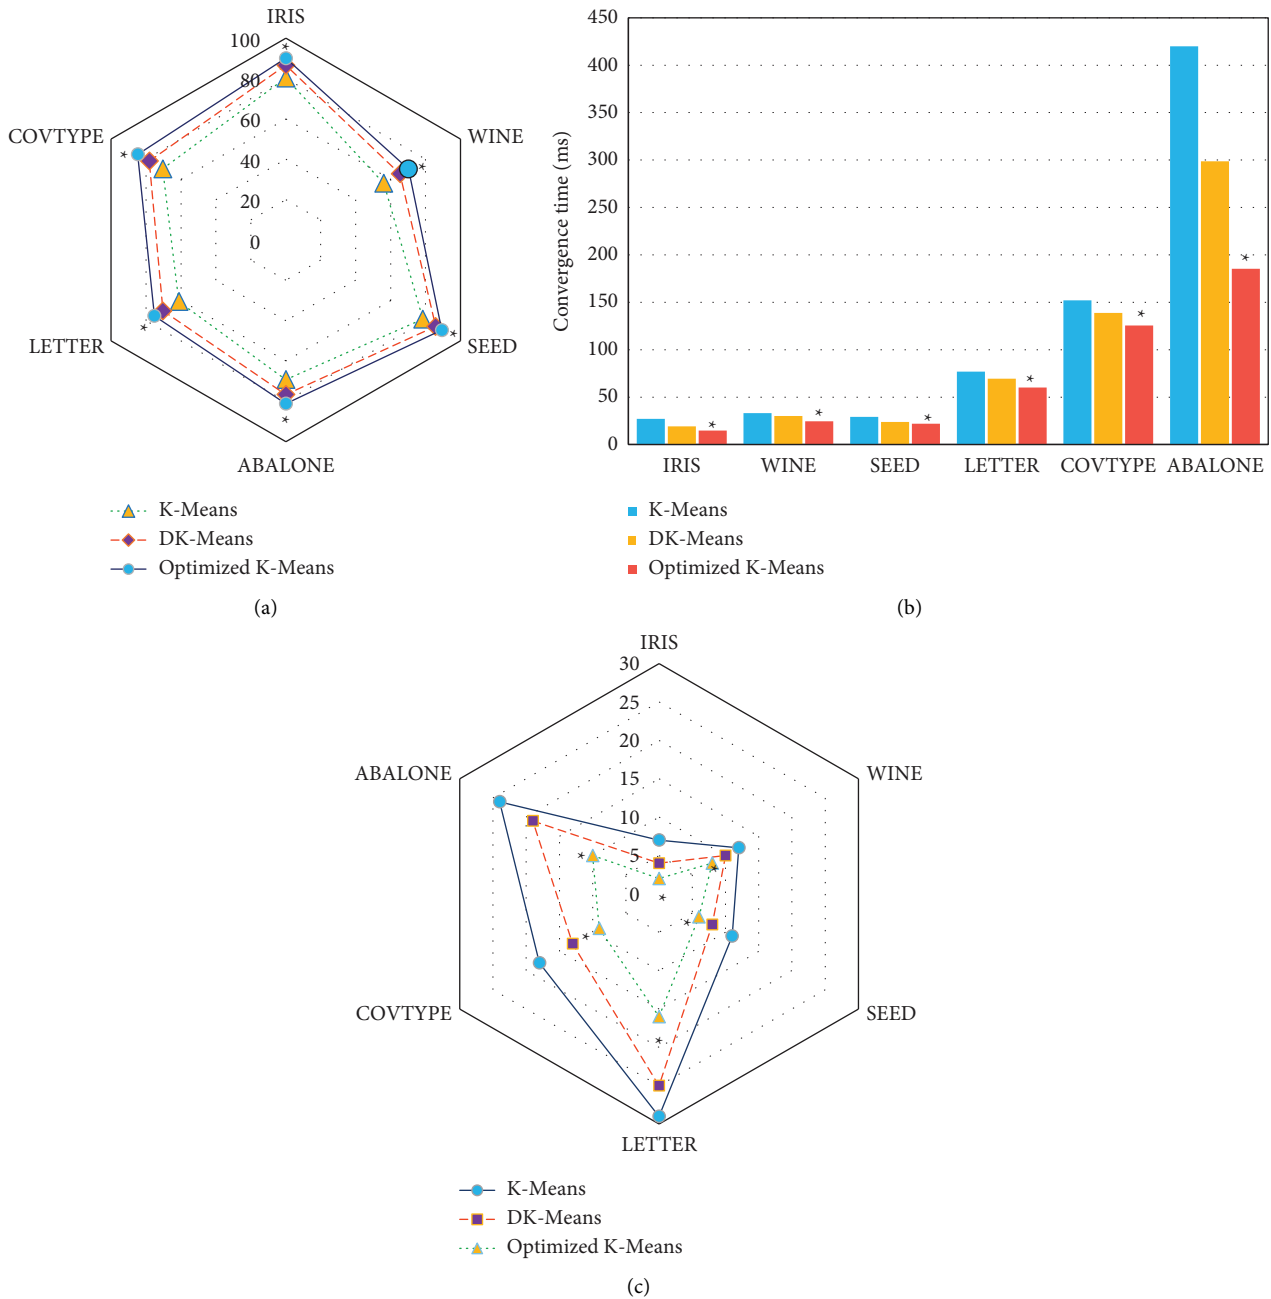 IRIS
100
80
60
40
20
0
COVTYPE
WINE
LETTER
SEED
ABALONE
K-Means
DK-Means
Optimized K-Means
(a)
450
400
350
300
250
200
150
100
50
0
Convergence time (ms)
IRIS WINE SEED LETTER COVTYPE ABALONE
K-Means
DK-Means
Optimized K-Means
(b)
IRIS
30
25
20
15
10
5
0
ABALONE
WINE
COVTYPE
SEED
LETTER
K-Means
DK-Means
Optimized K-Means
(c)